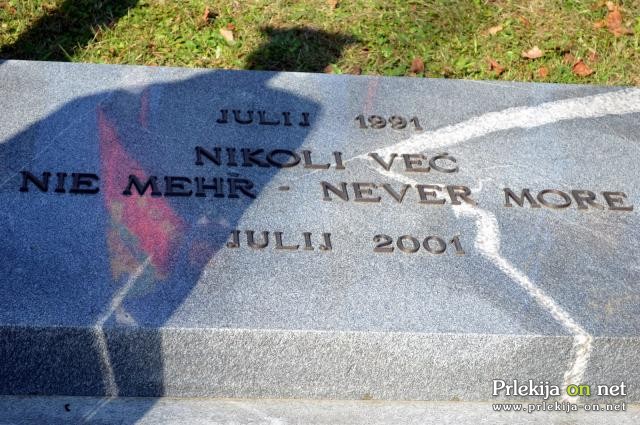 JULIJ 1991
NIKOLI VEČ
NIE MEHR - NEVER MORE
JULIJ 2001
Prlekija-on.net
www.prlekija-on.net